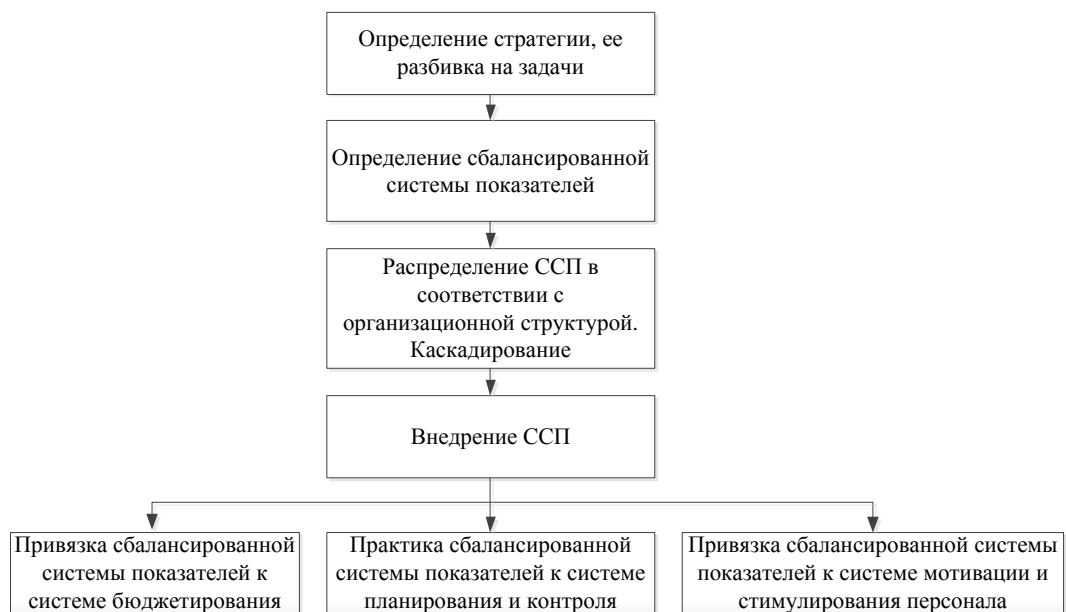 Определение стратегии, ее
разбивка на задачи
Определение сбалансированной
системы показателей
Распределение ССП в
соответствии с
организационной структурой.
Каскадирование
Внедрение ССП
Привязка сбалансированной
системы показателей к
системе бюджетирования
Практика сбалансированной
системы показателей к системе
планирования и контроля
Привязка сбалансированной системы
показателей к системе мотивации и
стимулирования персонала